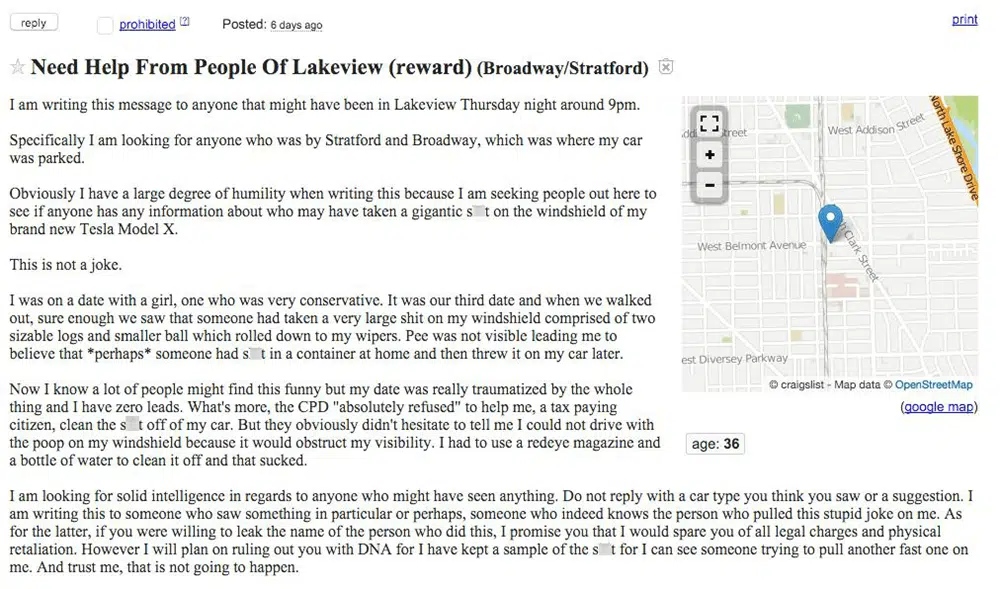 reply
prohibited [?]
Posted: 6 days ago
print
Need Help From People Of Lakeview (reward) (Broadway/Stratford)
I am writing this message to anyone that might have been in Lakeview Thursday night around 9pm.
Specifically I am looking for anyone who was by Stratford and Broadway, which was where my car
was parked.
Obviously I have a large degree of humility when writing this because I am seeking people out here to
see if anyone has any information about who may have taken a gigantic s t on the windshield of my
brand new Tesla Model X.
This is not a joke.
I was on a date with a girl, one who was very conservative. It was our third date and when we walked
out, sure enough we saw that someone had taken a very large shit on my windshield comprised of two
sizable logs and smaller ball which rolled down to my wipers. Pee was not visible leading me to
believe that *perhaps* someone had s t in a container at home and then threw it on my car later.
Now I know a lot of people might find this funny but my date was really traumatized by the whole
thing and I have zero leads. What's more, the CPD "absolutely refused" to help me, a tax paying
citizen, clean the s t off of my car. But they obviously didn't hesitate to tell me I could not drive with
the poop on my windshield because it would obstruct my visibility. I had to use a redeye magazine and
a bottle of water to clean it off and that sucked.
I am looking for solid intelligence in regards to anyone who might have seen anything. Do not reply with a car type you think you saw or a suggestion. I
am writing this to someone who saw something in particular or perhaps, someone who indeed knows the person who pulled this stupid joke on me. As
for the latter, if you were willing to leak the name of the person who did this, I promise you that I would spare you of all legal charges and physical
retaliation. However I will plan on ruling out you with DNA for I have kept a sample of the s t for I can see someone trying to pull another fast one on
me. And trust me, that is not going to happen.
+
-
Street
West Addison Street
North Lake Shore Drive
West Belmont Avenue
Clark Street
est Diversey Parkway
© craigslist - Map data © OpenStreetMap
(google map)
age: 36